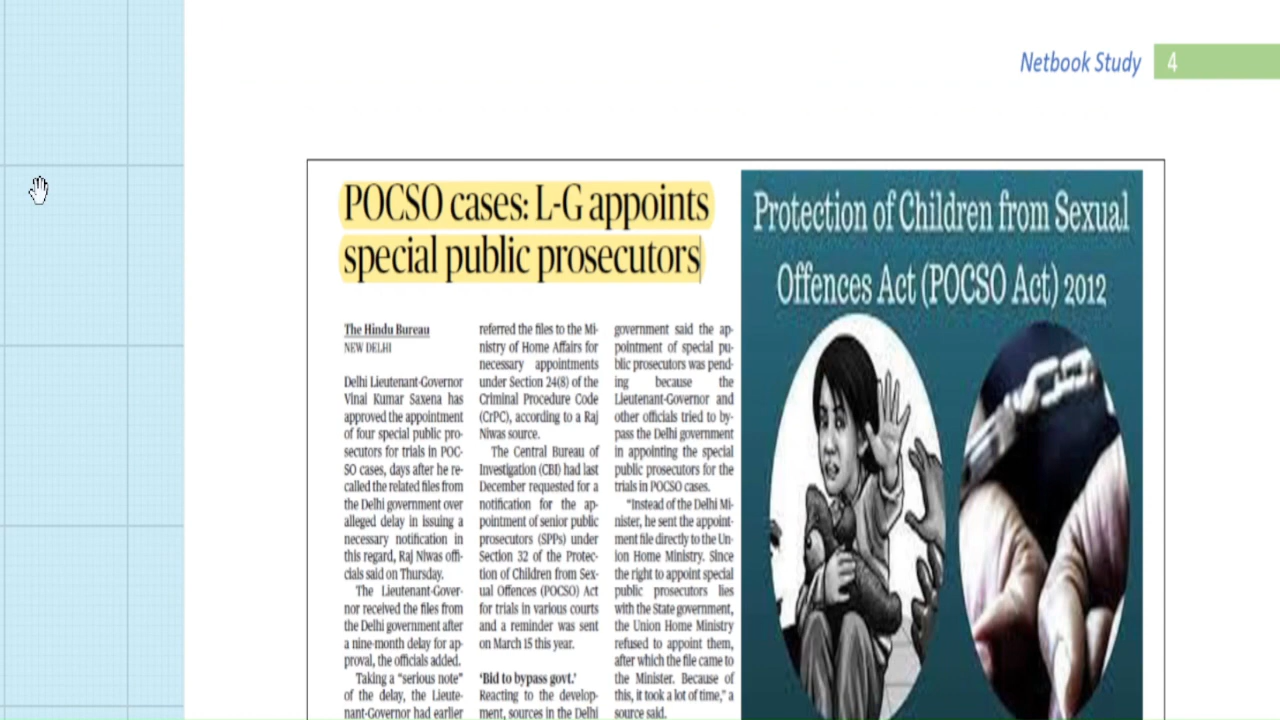 Netbook Study
4
POCSO cases: L-G appoints
special public prosecutors
The Hindu Bureau
NEW DELHI
Delhi Lieutenant-Governor
Vinai Kumar Saxena has
approved the appointment
of four special public pro-
secutors for trials in POC-
SO cases, days after he re-
called the related files from
the Delhi government over
alleged delay in issuing a
necessary notification in
this regard, Raj Niwas offi-
cials said on Thursday.
The Lieutenant-Gover-
nor received the files from
the Delhi government after
a nine-month delay for ap-
proval, the officials added.
Taking a “serious note”
of the delay, the Lieute-
nant-Governor had earlier
referred the files to the Mi-
nistry of Home Affairs for
necessary appointments
under Section 24(8) of the
Criminal Procedure Code
(CrPC), according to a Raj
Niwas source.
The Central Bureau of
Investigation (CBI) had last
December requested for a
notification for the ap-
pointment of senior public
prosecutors (SPPs) under
Section 32 of the Protec-
tion of Children from Sex-
ual Offences (POCSO) Act
for trials in various courts
and a reminder was sent
on March 15 this year.
‘Bid to bypass govt.’
Reacting to the develop-
ment, sources in the Delhi
government said the ap-
pointment of special pu-
blic prosecutors was pend-
ing because the
Lieutenant-Governor and
other officials tried to by-
pass the Delhi government
in appointing the special
public prosecutors for the
trials in POCSO cases.
“Instead of the Delhi Mi-
nister, he sent the appoint-
ment file directly to the Un-
ion Home Ministry. Since
the right to appoint special
public prosecutors lies
with the State government,
the Union Home Ministry
refused to appoint them,
after which the file came to
the Minister. Because of
this, it took a lot of time,” a
source said.
Protection of Children from Sexual
Offences Act (POCSO Act) 2012